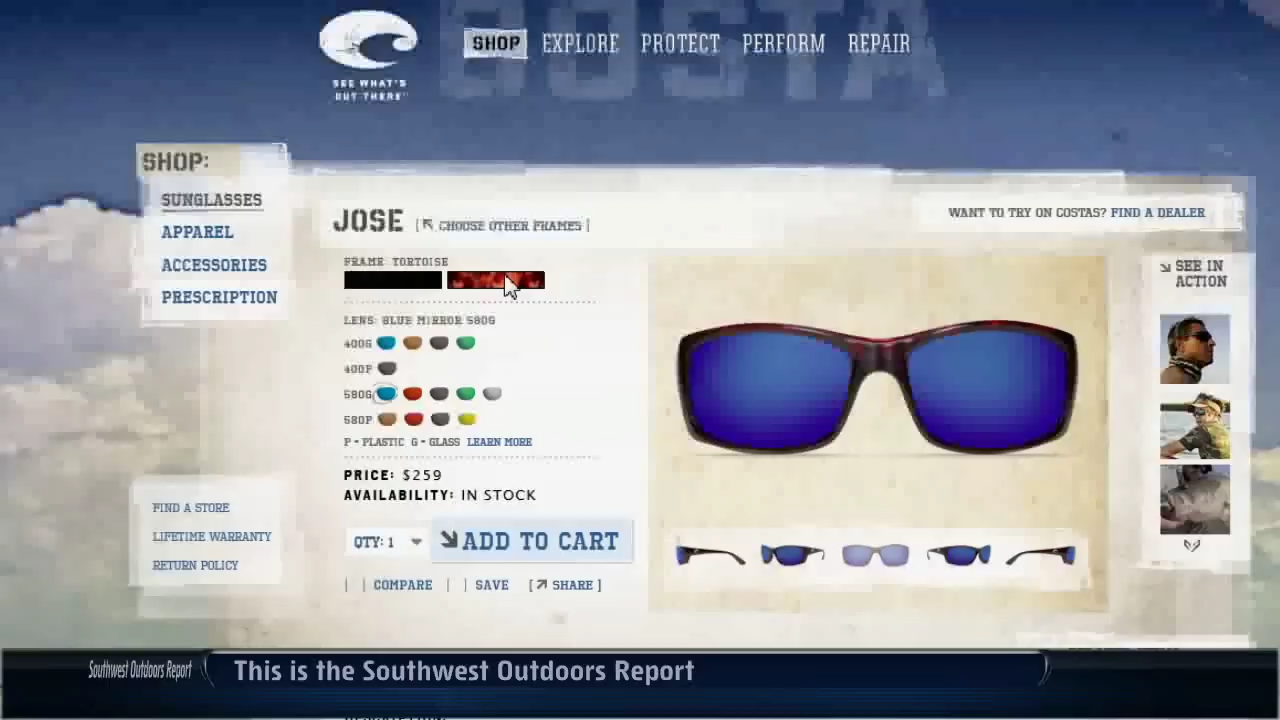 COSTA
SEE WHAT'S
OUT THERE™
SHOP EXPLORE PROTECT PERFORM REPAIR
SHOP:
SUNGLASSES
APPAREL
ACCESSORIES
PRESCRIPTION
FIND A STORE
LIFETIME WARRANTY
RETURN POLICY
JOSE [ CHOOSE OTHER FRAMES ]
WANT TO TRY ON COSTAS? FIND A DEALER
FRAME: TORTOISE
LENS: BLUE MIRROR 580G
400G
400P
580G
580P
P - PLASTIC G - GLASS LEARN MORE
PRICE: $259
AVAILABILITY: IN STOCK
QTY: 1 ADD TO CART
COMPARE SAVE [ SHARE ]
SEE IN
ACTION
Southwest Outdoors Report This is the Southwest Outdoors Report